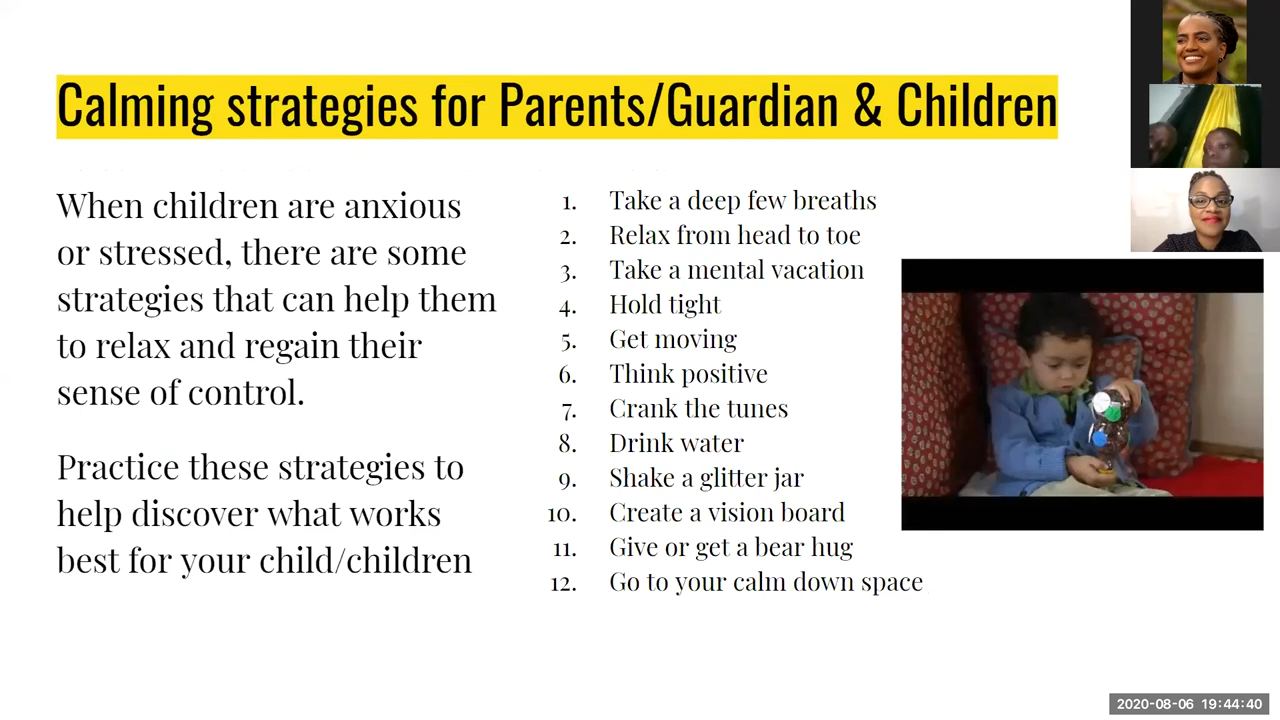 Calming strategies for Parents/Guardian & Children
When children are anxious
or stressed, there are some
strategies that can help them
to relax and regain their
sense of control.
Practice these strategies to
help discover what works
best for your child/children
1. Take a deep few breaths
2. Relax from head to toe
3. Take a mental vacation
4. Hold tight
5. Get moving
6. Think positive
7. Crank the tunes
8. Drink water
9. Shake a glitter jar
10. Create a vision board
11. Give or get a bear hug
12. Go to your calm down space
2020-08-06 19:44:40